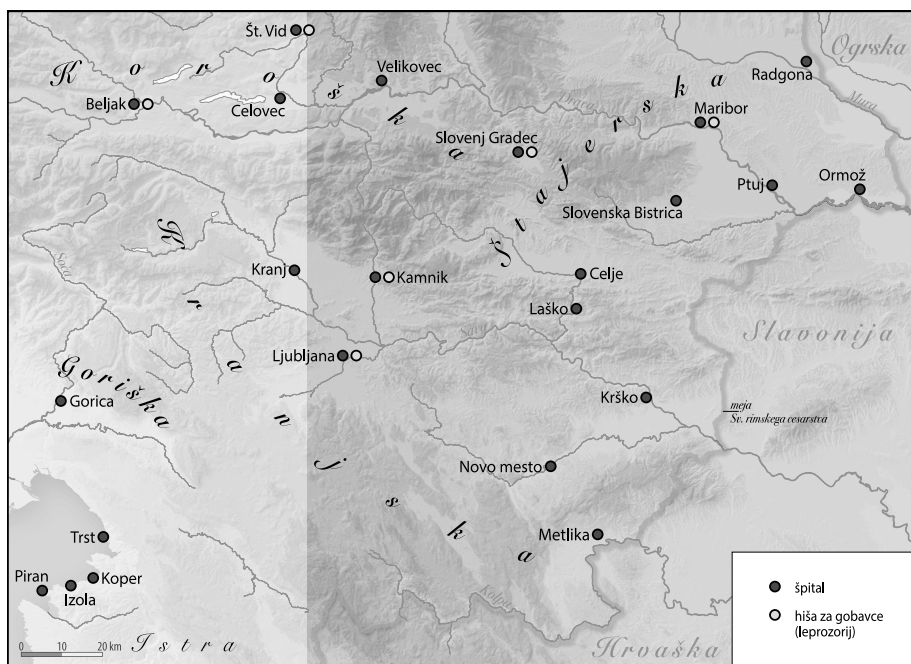 Št. Vid
Ogrska
Radgona
Velikovec
Koroška
Beljak
Celovec
Drava
Mura
Maribor
Slovenj Gradec
Štajerska
Ptuj
Ormož
Slovenska Bistrica
Soča
Kranj
Kamnik
Celje
Laško
Kranjska
Sava
Slavonija
Ljubljana
Goriška
Gorica
Krško
meja
Sv. rimskega cesarstva
Novo mesto
Trst
Metlika
Piran
Koper
Izola
Kolpa
Istra
Hrvaška
špital
hiša za gobavce
(leprozorij)
0 10 20 km